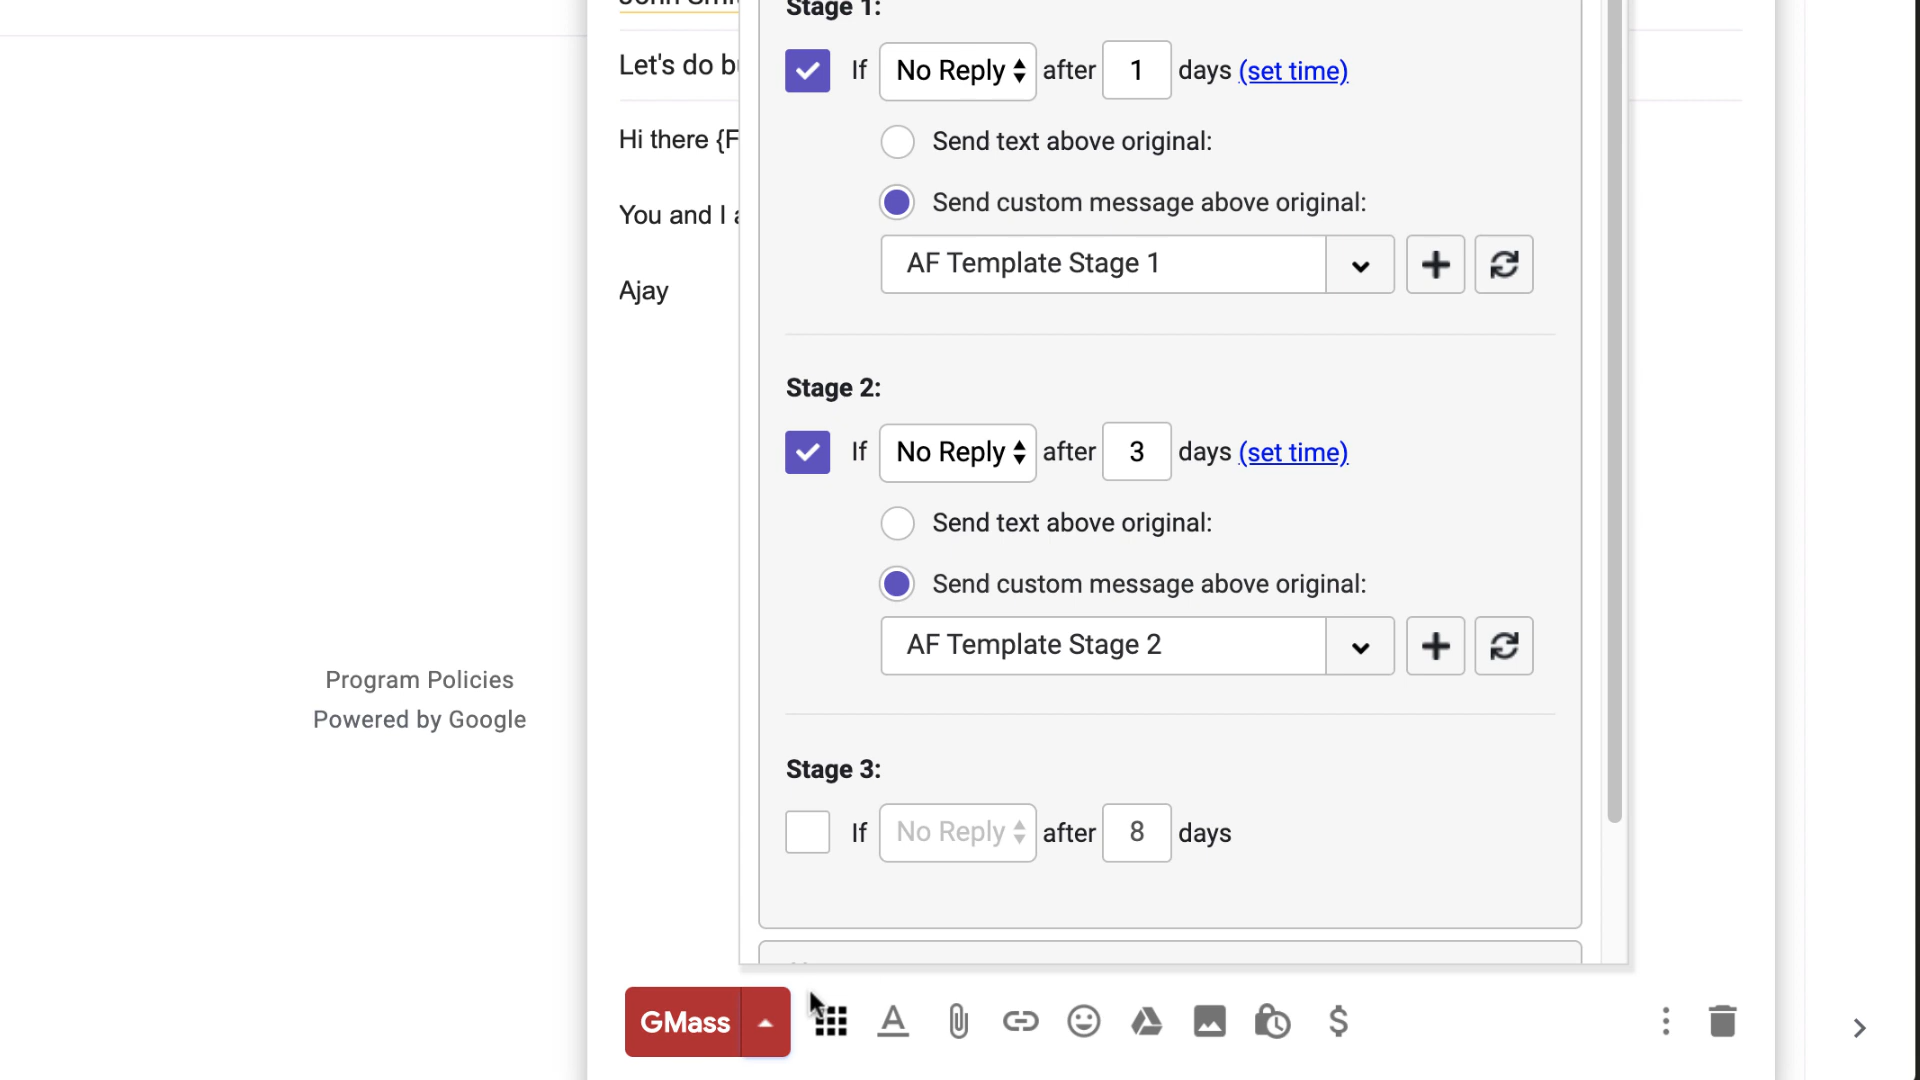 Stage 1:
Let's do b
If No Reply after 1 days (set time)
Hi there {F
Send text above original:
You and I a
Send custom message above original:
AF Template Stage 1
Ajay
Stage 2:
If No Reply after 3 days (set time)
Send text above original:
Send custom message above original:
AF Template Stage 2
Program Policies
Powered by Google
Stage 3:
If No Reply after 8 days
GMass